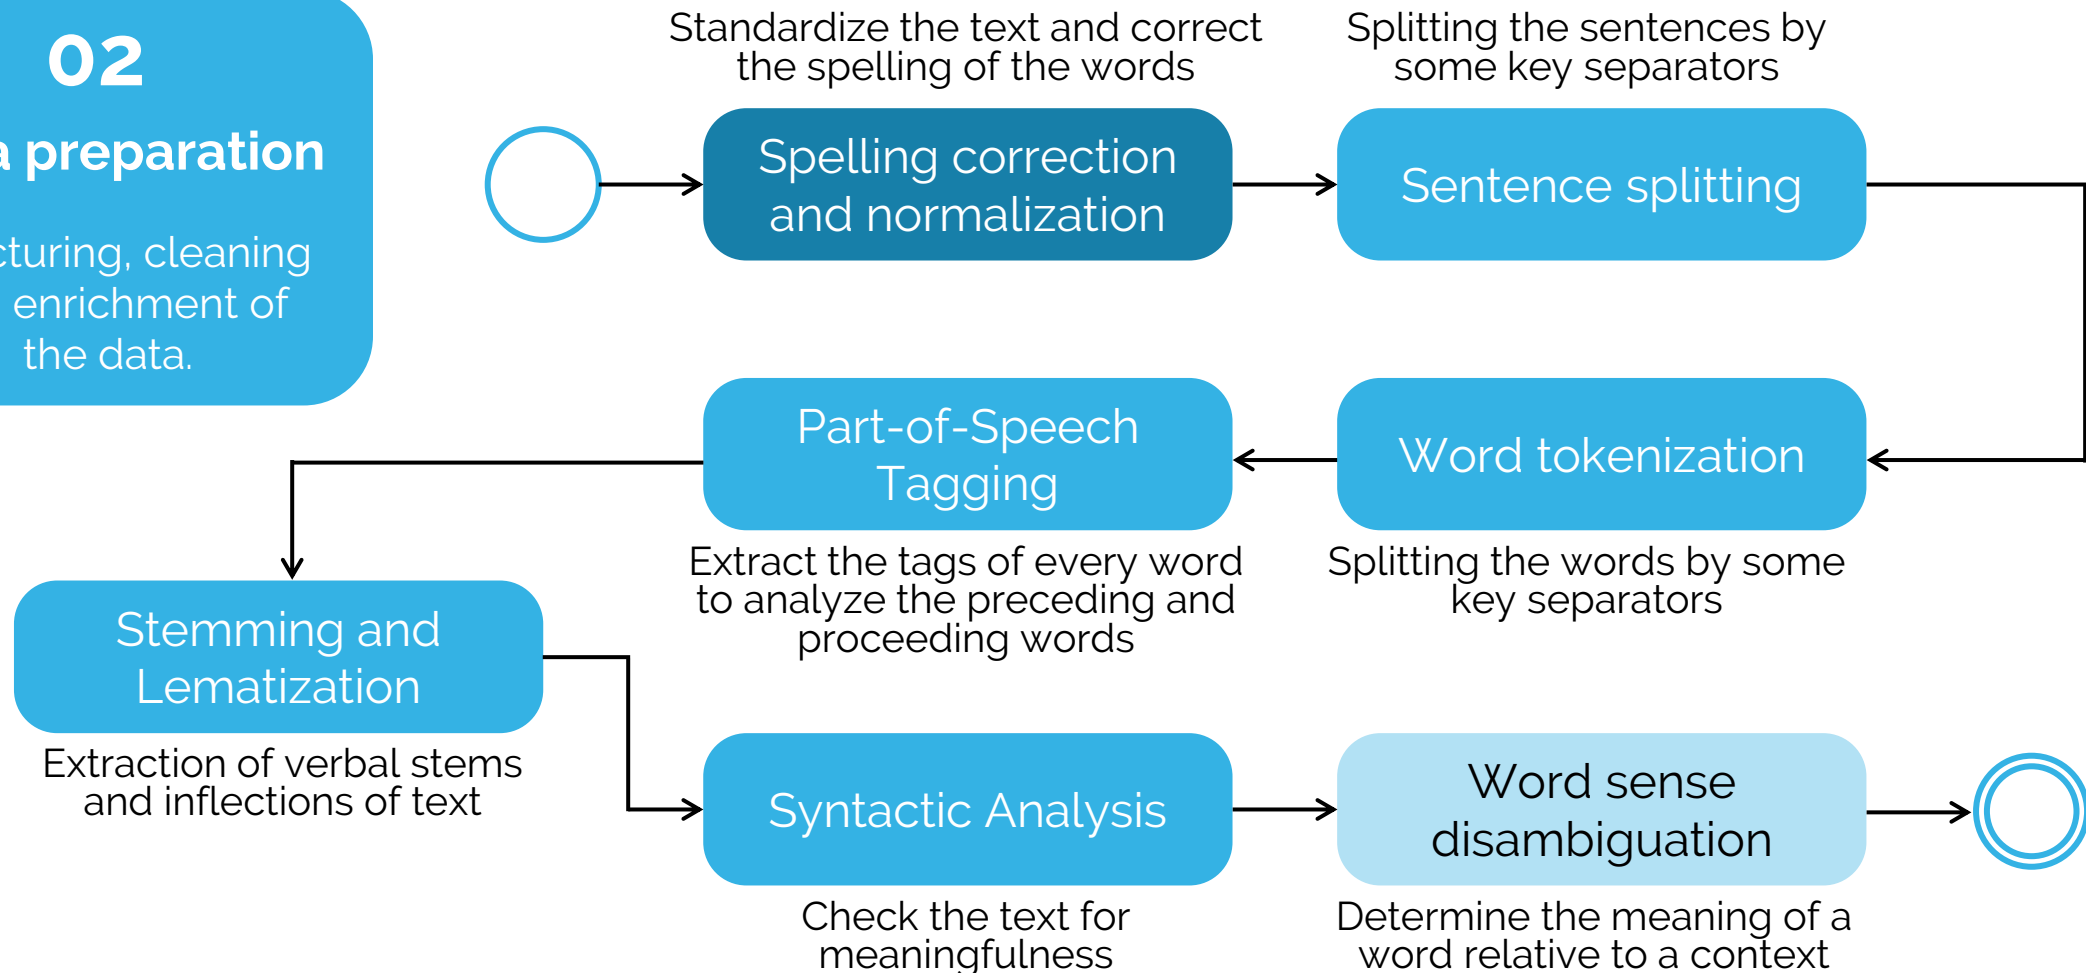 02
preparation
cleaning
enrichment of
the data.
Standardize the text and correct
the spelling of the words
Spelling correction
and normalization
Splitting the sentences by
some key separators
Sentence splitting
Word tokenization
Splitting the words by some
key separators
Part-of-Speech
Tagging
Extract the tags of every word
to analyze the preceding and
proceeding words
Stemming and
Lematization
Extraction of verbal stems
and inflections of text
Syntactic Analysis
Check the text for
meaningfulness
Word sense
disambiguation
Determine the meaning of a
word relative to a context